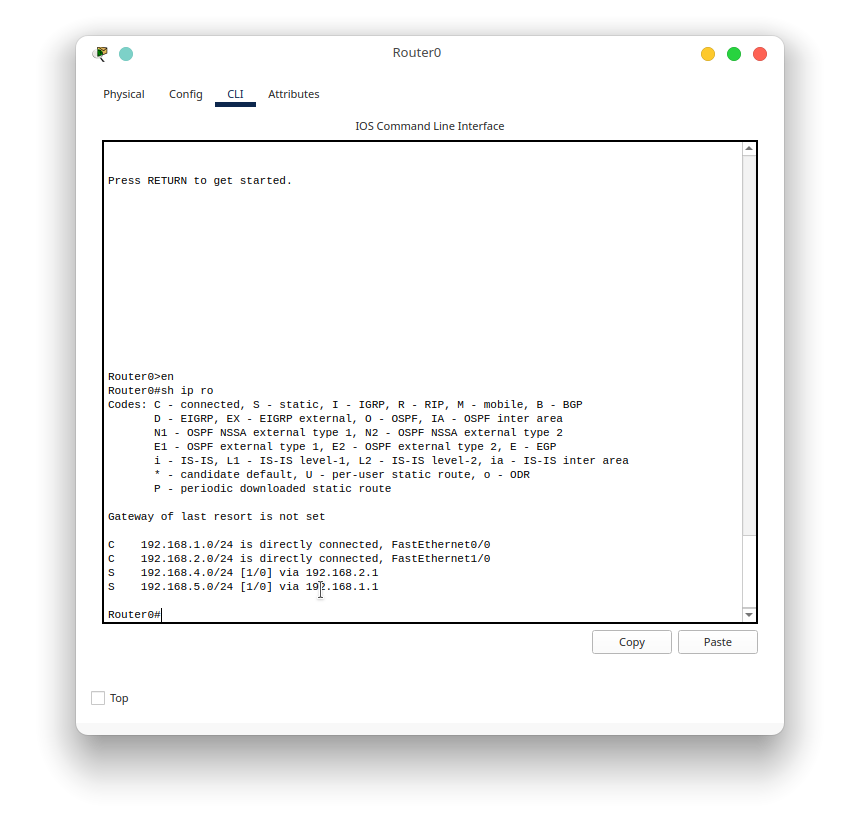 Router0
Physical Config CLI Attributes
IOS Command Line Interface
Press RETURN to get started.
Router0>en
Router0#sh ip ro
Codes: C - connected, S - static, I - IGRP, R - RIP, M - mobile, B - BGP
D - EIGRP, EX - EIGRP external, O - OSPF, IA - OSPF inter area
N1 - OSPF NSSA external type 1, N2 - OSPF NSSA external type 2
E1 - OSPF external type 1, E2 - OSPF external type 2, E - EGP
i - IS-IS, L1 - IS-IS level-1, L2 - IS-IS level-2, ia - IS-IS inter area
* - candidate default, U - per-user static route, o - ODR
P - periodic downloaded static route
Gateway of last resort is not set
C 192.168.1.0/24 is directly connected, FastEthernet0/0
C 192.168.2.0/24 is directly connected, FastEthernet1/0
S 192.168.4.0/24 [1/0] via 192.168.2.1
S 192.168.5.0/24 [1/0] via 192.168.1.1
Router0#
Copy Paste
Top